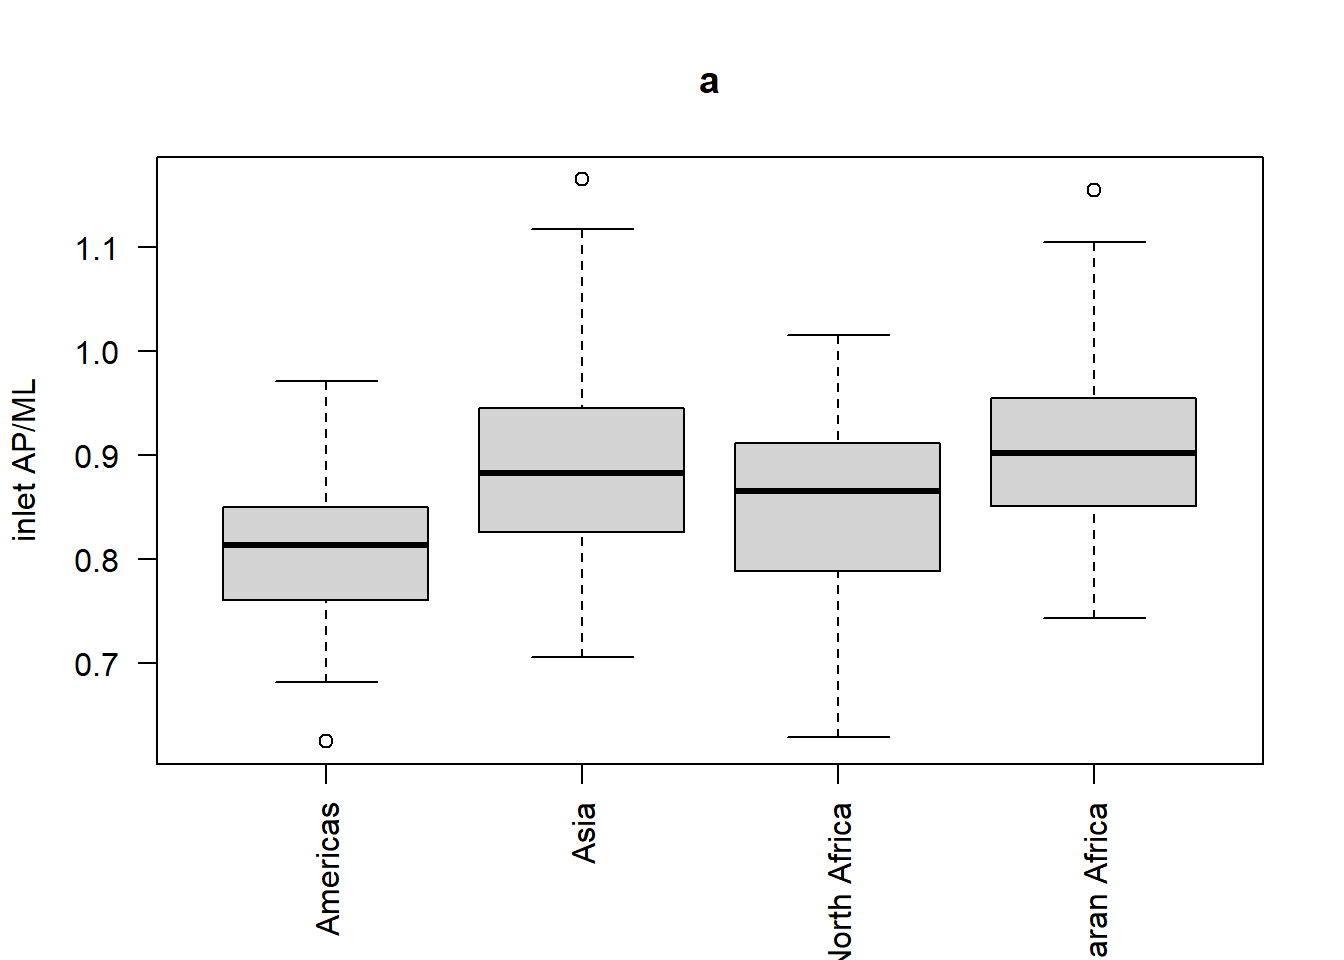 a
inlet AP/ML
1.1
1.0
0.9
0.8
0.7
Americas
Asia
North Africa
aran Africa